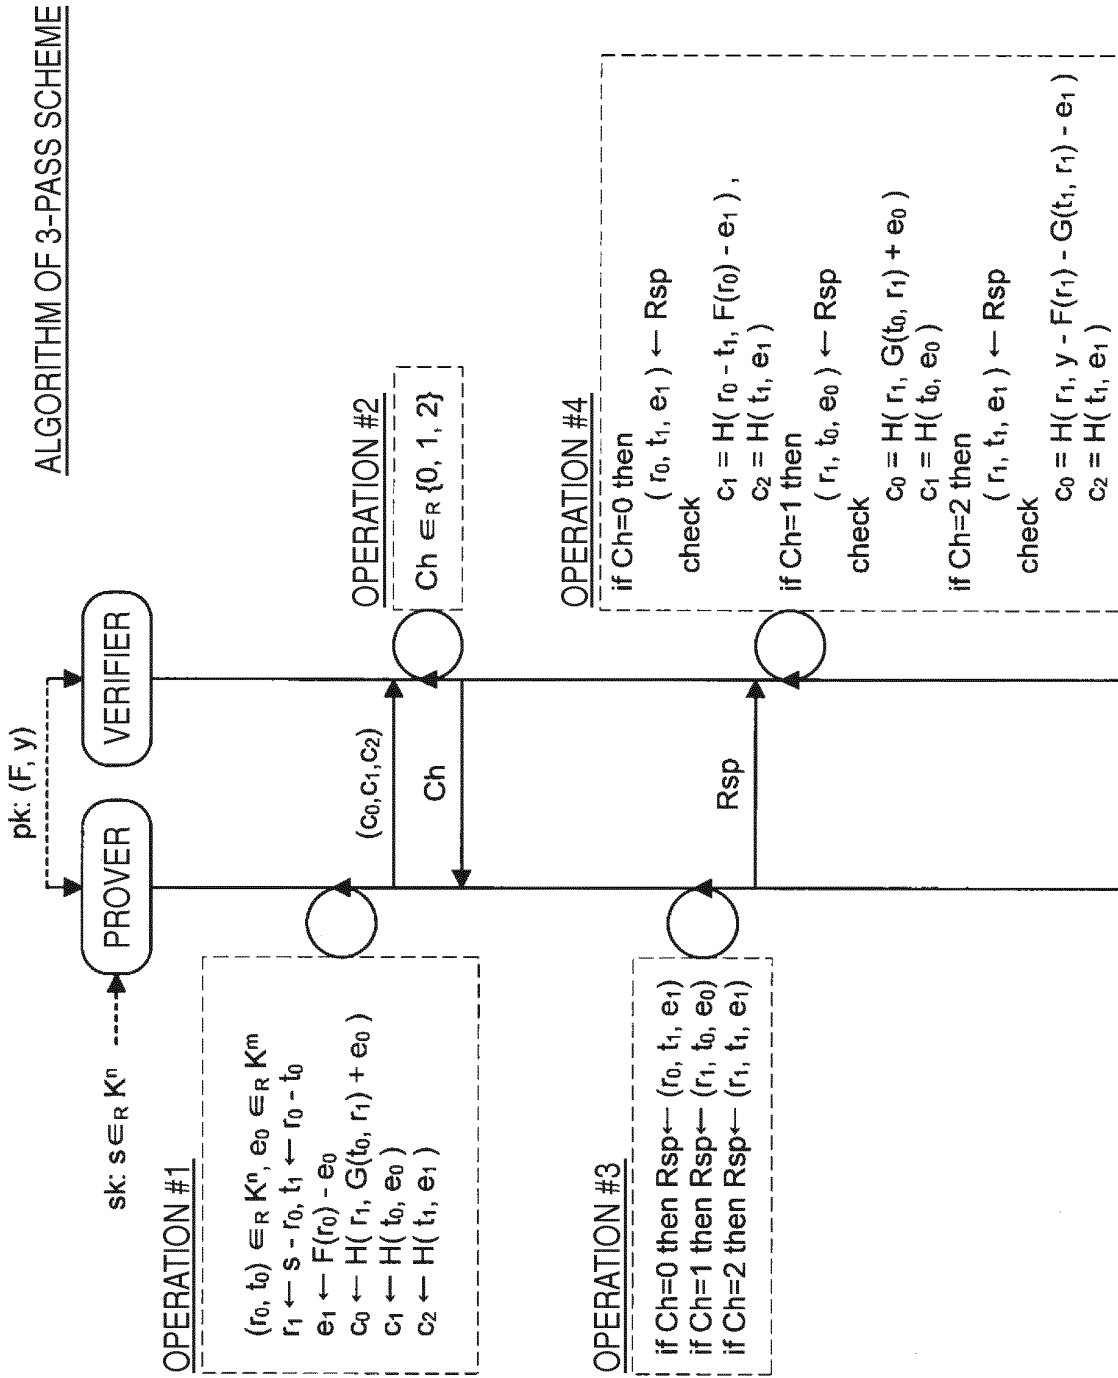 ALGORITHM OF 3-PASS SCHEME
pk: (F, y)
sk: s ∈R Kⁿ
PROVER
VERIFIER
OPERATION #1
(r₀, t₀) ∈R Kⁿ, e₀ ∈R Kᵐ
r₁ ← s - r₀, t₁ ← r₀ - t₀
e₁ ← F(r₀) - e₀
c₀ ← H( r₁, G(t₀, r₁) + e₀ )
c₁ ← H( t₀, e₀ )
c₂ ← H( t₁, e₁ )
(c₀,c₁,c₂)
OPERATION #2
Ch ∈R {0, 1, 2}
Ch
OPERATION #3
if Ch=0 then Rsp← (r₀, t₁, e₁)
if Ch=1 then Rsp← (r₁, t₀, e₀)
if Ch=2 then Rsp← (r₁, t₁, e₁)
Rsp
OPERATION #4
if Ch=0 then
( r₀, t₁, e₁ ) ← Rsp
check
c₁ = H( r₀ - t₁, F(r₀) - e₁ ) ,
c₂ = H( t₁, e₁ )
if Ch=1 then
( r₁, t₀, e₀ ) ← Rsp
check
c₀ = H( r₁, G(t₀, r₁) + e₀ )
c₁ = H( t₀, e₀ )
if Ch=2 then
( r₁, t₁, e₁ ) ← Rsp
check
c₀ = H( r₁, y - F(r₁) - G(t₁, r₁) - e₁ )
c₂ = H( t₁, e₁ )